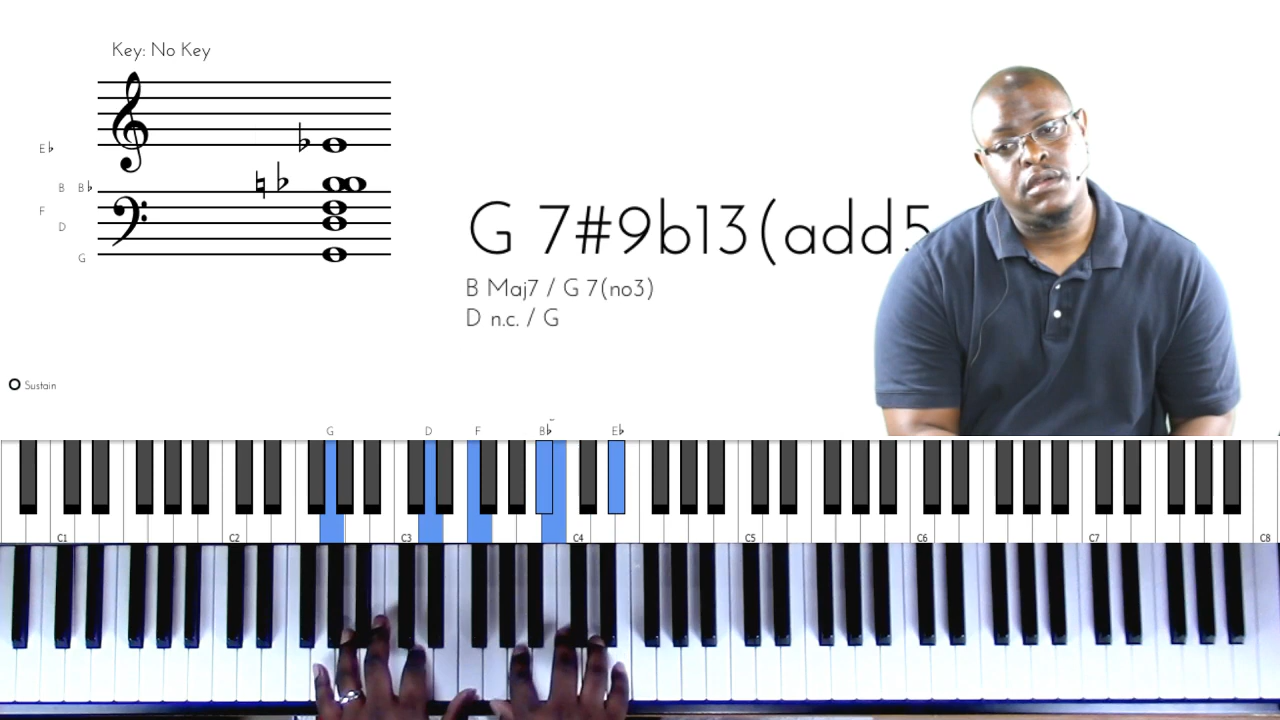 Key: No Key
E♭
B B♭
F
D
G
G 7#9b13(add5
B Maj7 / G 7(no3)
D n.c. / G
Sustain
G D F B♭ E♭
C1 C2 C3 C4 C5 C6 C7 C8